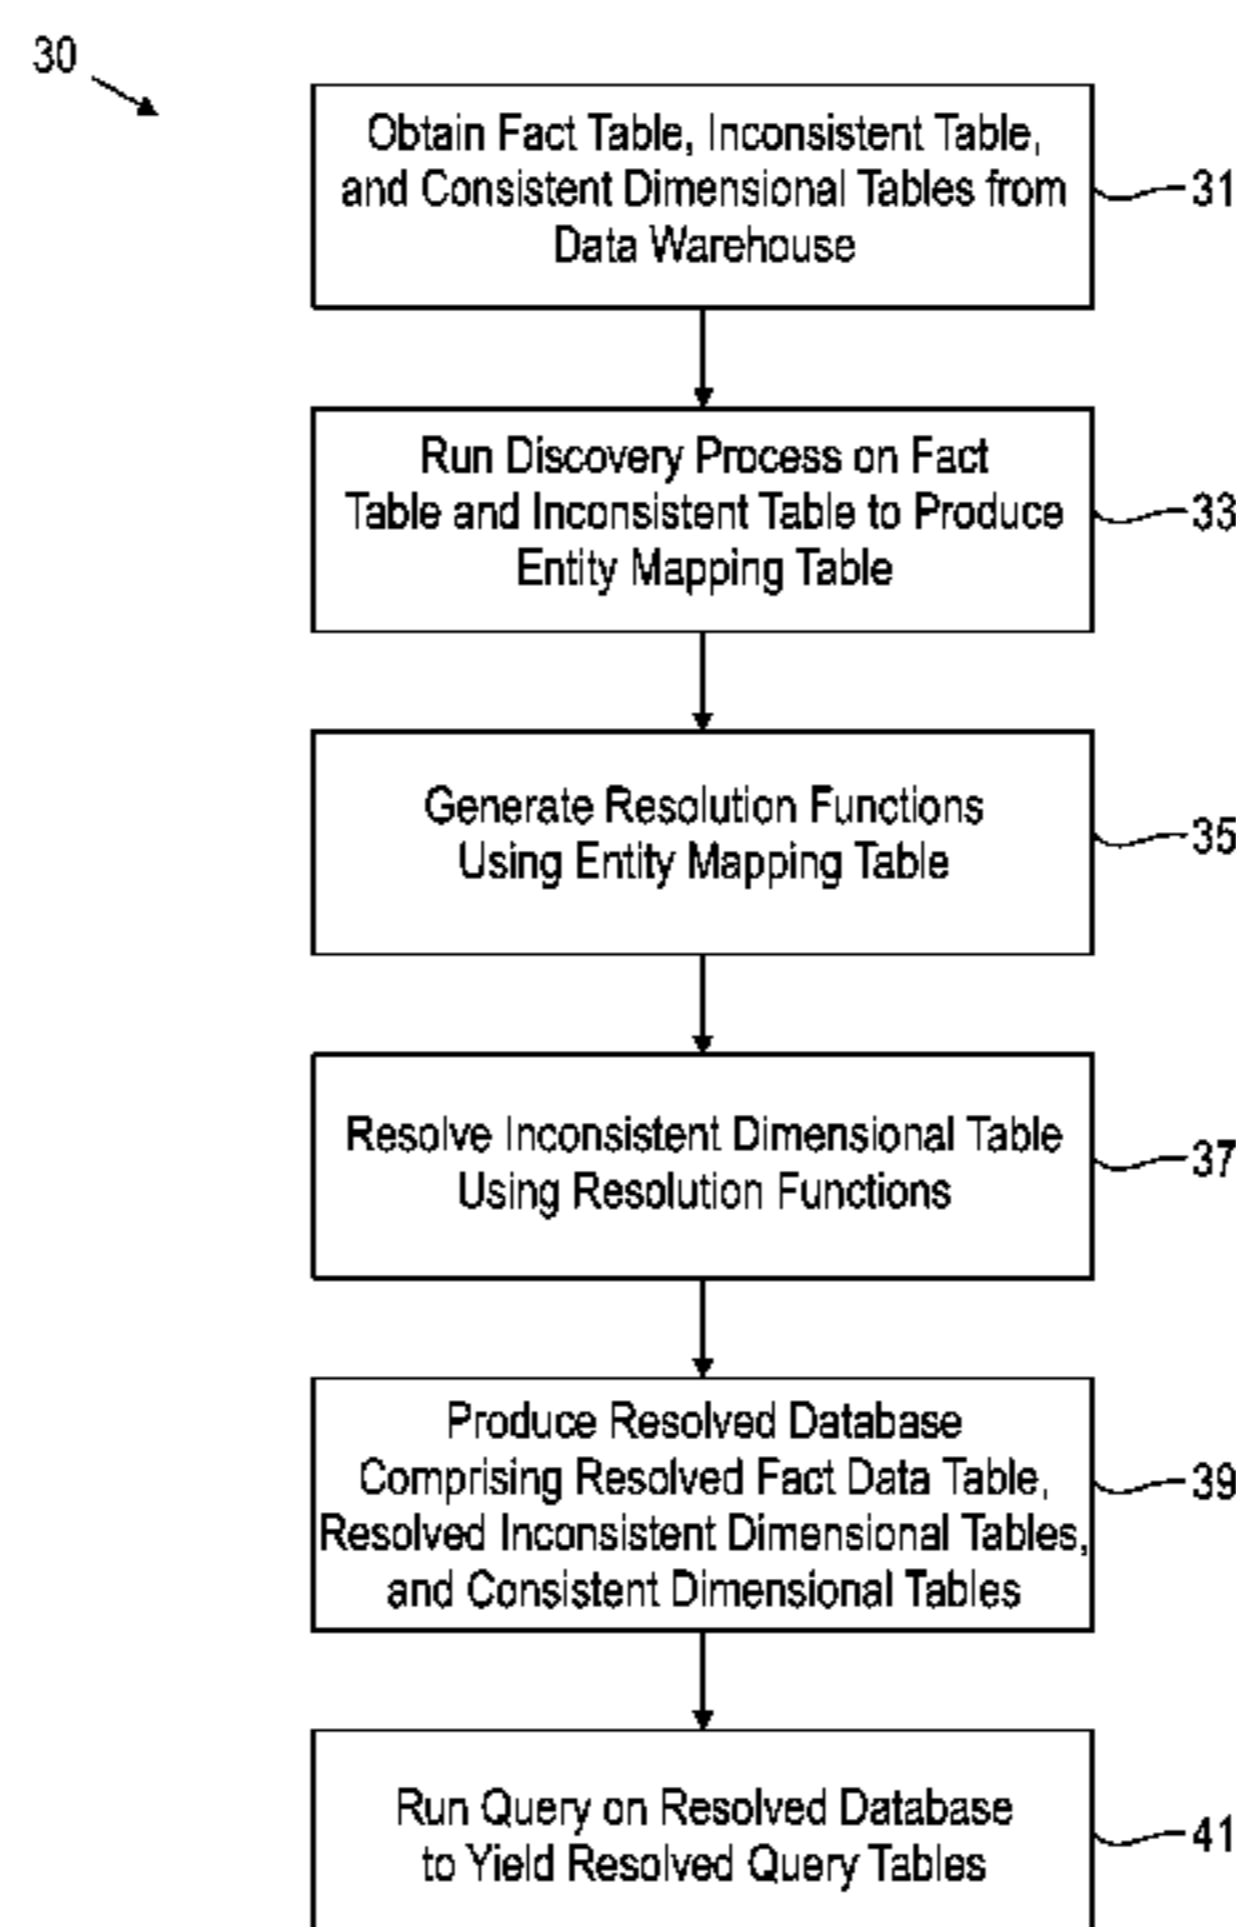 30
Obtain Fact Table, Inconsistent Table,
and Consistent Dimensional Tables from
Data Warehouse
31
Run Discovery Process on Fact
Table and Inconsistent Table to Produce
Entity Mapping Table
33
Generate Resolution Functions
Using Entity Mapping Table
35
Resolve Inconsistent Dimensional Table
Using Resolution Functions
37
Produce Resolved Database
Comprising Resolved Fact Data Table,
Resolved Inconsistent Dimensional Tables,
and Consistent Dimensional Tables
39
Run Query on Resolved Database
to Yield Resolved Query Tables
41